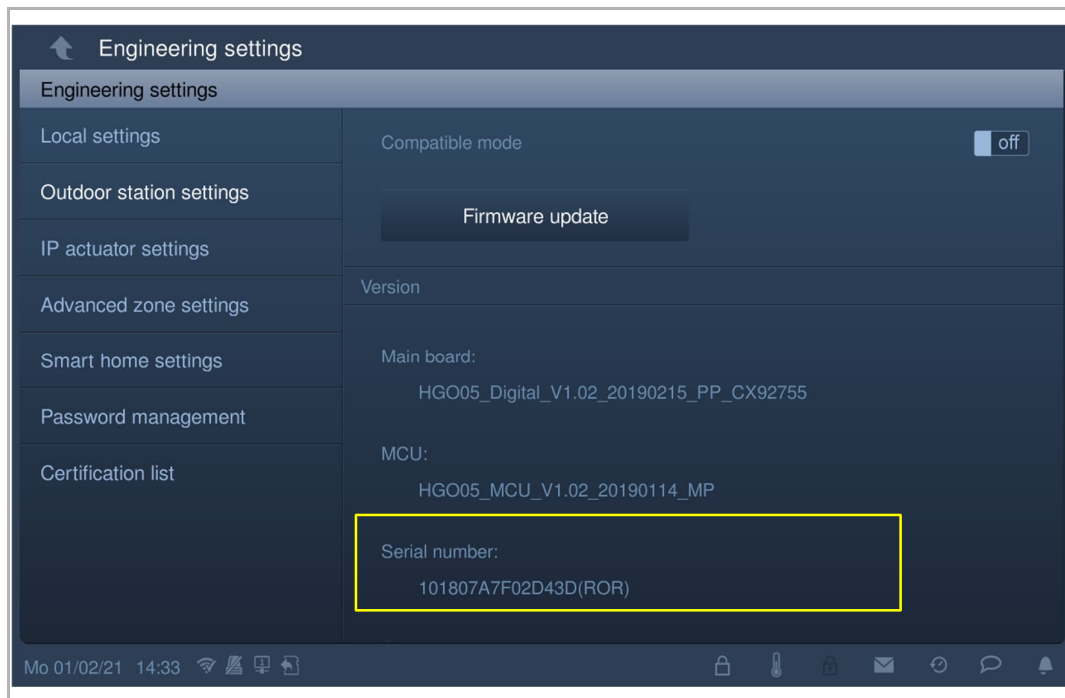 Engineering settings
Engineering settings
Local settings
Outdoor station settings
IP actuator settings
Advanced zone settings
Smart home settings
Password management
Certification list
Compatible mode
off
Firmware update
Version
Main board:
HGO05_Digital_V1.02_20190215_PP_CX92755
MCU:
HGO05_MCU_V1.02_20190114_MP
Serial number:
101807A7F02D43D(ROR)
Mo 01/02/21 14:33